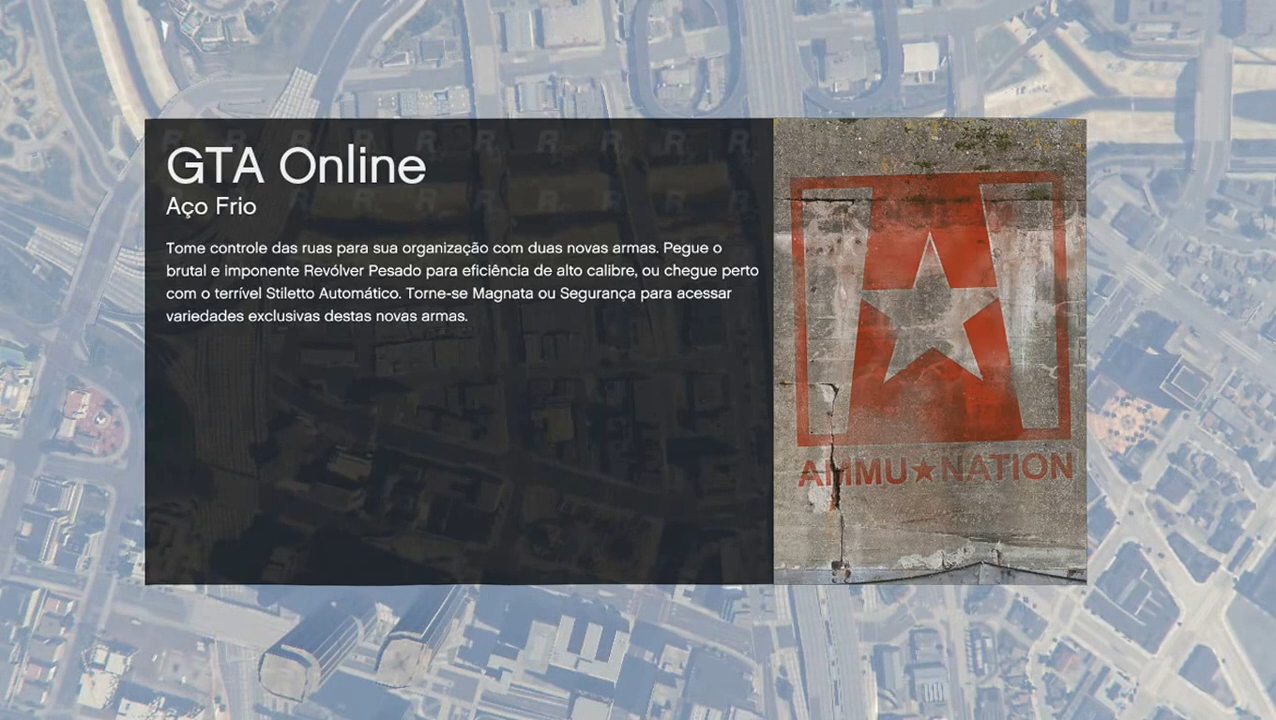 GTA Online
Aço Frio
Tome controle das ruas para sua organização com duas novas armas. Pegue o
brutal e imponente Revólver Pesado para eficiência de alto calibre, ou chegue perto
com o terrível Stiletto Automático. Torne-se Magnata ou Segurança para acessar
variedades exclusivas destas novas armas.
AMMU★NATION